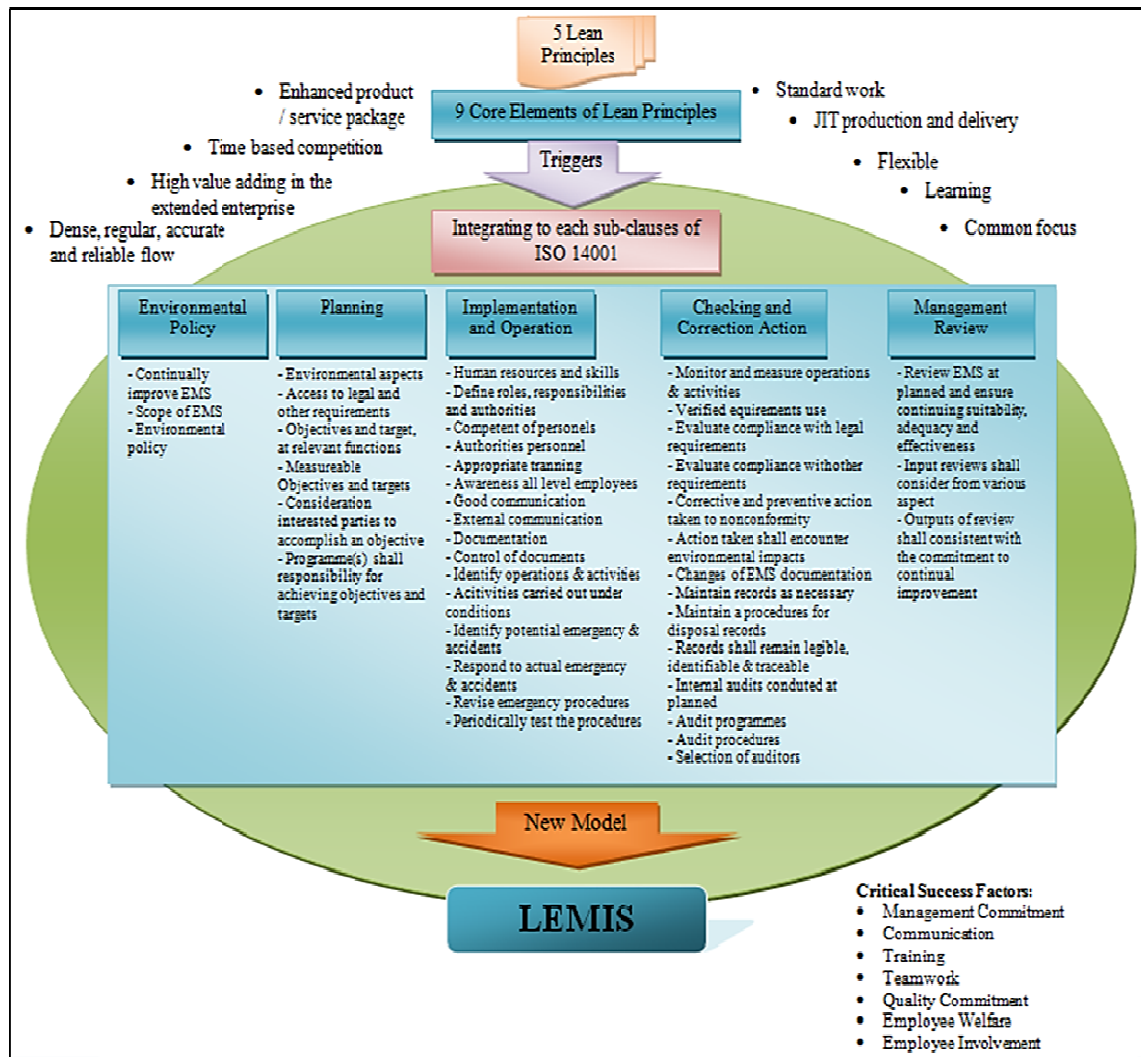 5 Lean
Principles
9 Core Elements of Lean Principles
Triggers
• Enhanced product
/ service package
• Time based competition
• High value adding in the
extended enterprise
• Dense, regular, accurate
and reliable flow
• Standard work
• JIT production and delivery
• Flexible
• Learning
• Common focus
Integrating to each sub-clauses of
ISO 14001
Environmental
Policy
- Continually
improve EMS
- Scope of EMS
- Environmental
policy
Planning
- Environmental aspects
- Access to legal and
other requirements
- Objectives and target,
at relevant functions
- Measureable
Objectives and targets
- Consideration
interested parties to
accomplish an objective
- Programme(s) shall
responsibility for
achieving objectives and
targets
Implementation
and Operation
- Human resources and skills
- Define roles, responsibilities
and authorities
- Competent of personels
- Authorities personnel
- Appropriate tranning
- Awareness all level employees
- Good communication
- External communication
- Documentation
- Control of documents
- Identify operations & activities
- Acitivities carried out under
conditions
- Identify potential emergency &
accidents
- Respond to actual emergency
& accidents
- Revise emergency procedures
- Periodically test the procedures
Checking and
Correction Action
- Monitor and measure operations
& activities
- Verified equirements use
- Evaluate compliance with legal
requirements
- Evaluate compliance withother
requirements
- Corrective and preventive action
taken to nonconformity
- Action taken shall encounter
environmental impacts
- Changes of EMS documentation
- Maintain records as necessary
- Maintain a procedures for
disposal records
- Records shall remain legible,
identifiable & traceable
- Internal audits conduted at
planned
- Audit programmes
- Audit procedures
- Selection of auditors
Management
Review
- Review EMS at
planned and ensure
continuing suitability,
adequacy and
effectiveness
- Input reviews shall
consider from various
aspect
- Outputs of review
shall consistent with
the commitment to
continual
improvement
New Model
LEMIS
Critical Success Factors:
• Management Commitment
• Communication
• Training
• Teamwork
• Quality Commitment
• Employee Welfare
• Employee Involvement